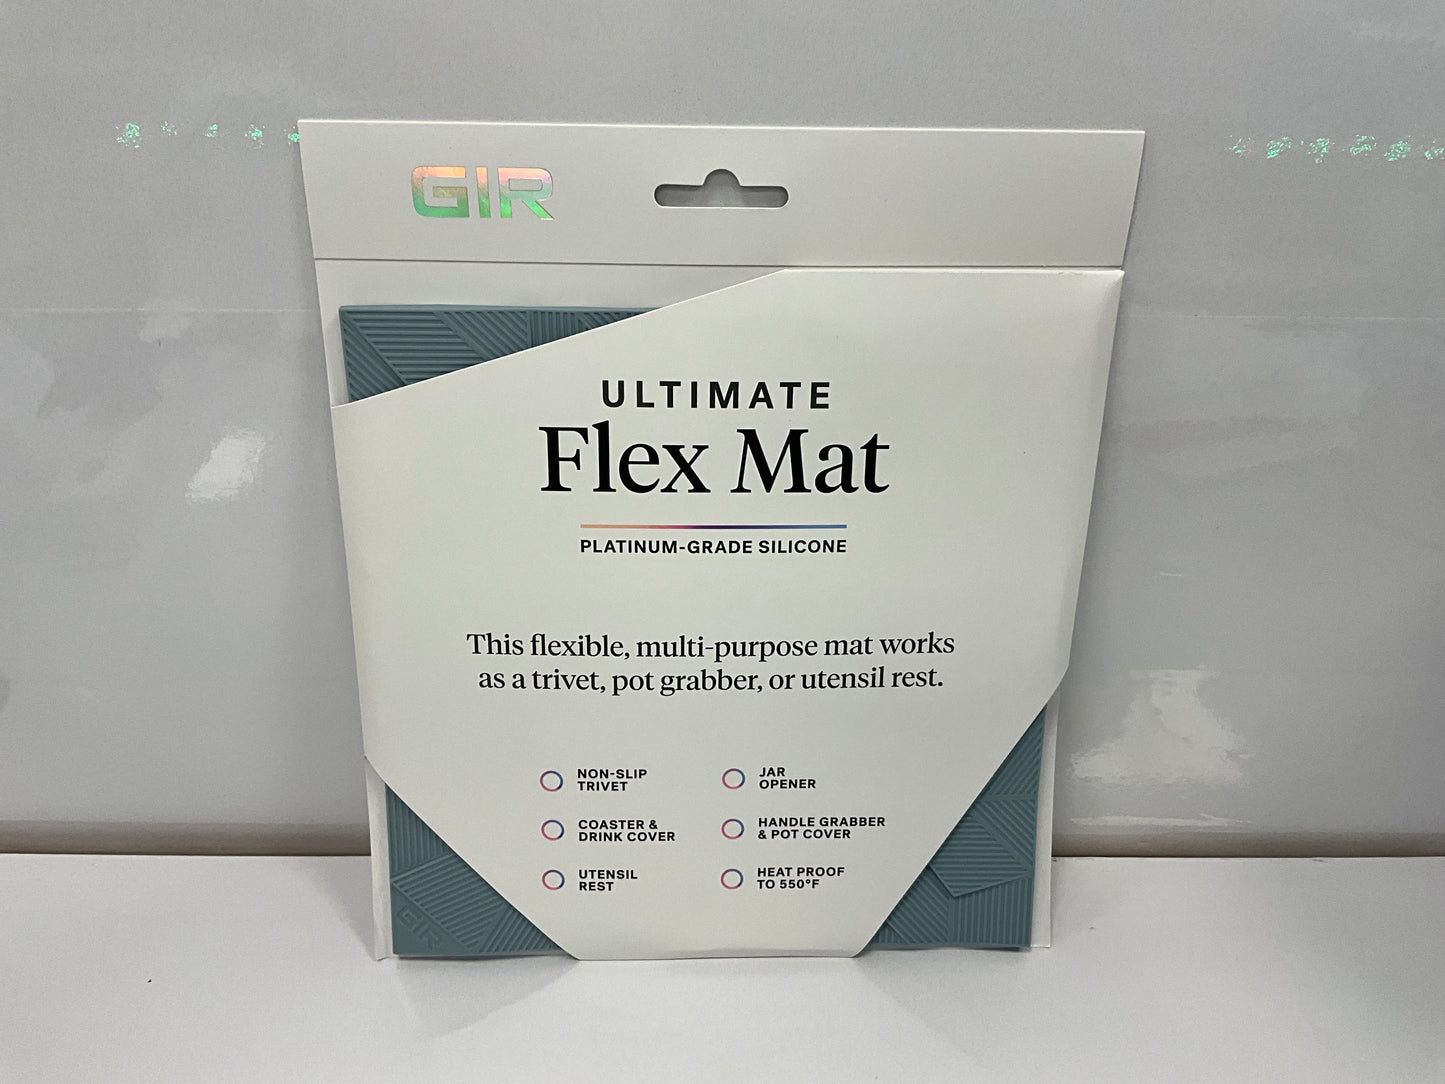 GIR
ULTIMATE
Flex Mat
PLATINUM-GRADE SILICONE
This flexible, multi-purpose mat works
as a trivet, pot grabber, or utensil rest.
NON-SLIP
TRIVET
JAR
OPENER
COASTER &
DRINK COVER
HANDLE GRABBER
& POT COVER
UTENSIL
REST
HEAT PROOF
TO 550°F
GIR